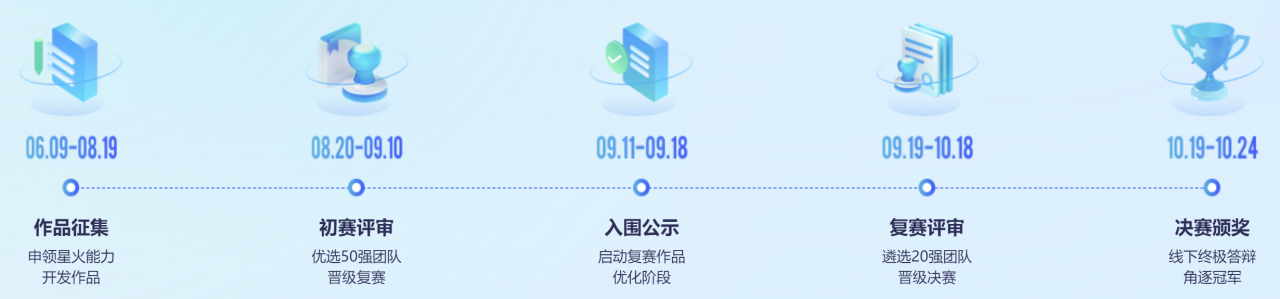 06.09-08.19
08.20-09.10
09.11-09.18
09.19-10.18
10.19-10.24
作品征集
初赛评审
入围公示
复赛评审
决赛颁奖
申领星火能力
开发作品
优选50强团队
晋级复赛
启动复赛作品
优化阶段
遴选20强团队
晋级决赛
线下终极答辩
角逐冠军